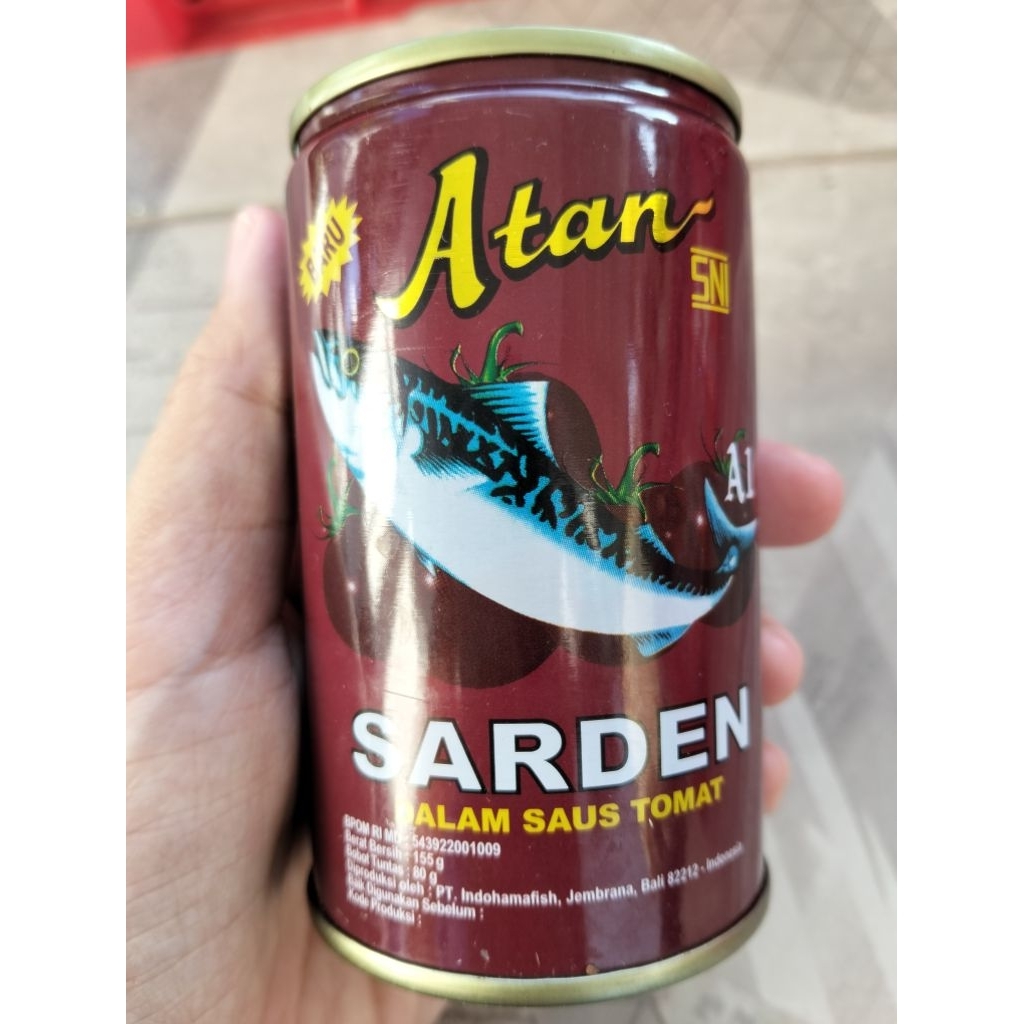 Atan
BARU
SNI
SARDEN
DALAM SAUS TOMAT
BPOM RI MD : 543922001009
Berat Bersih : 155 g
Bobot Tuntas : 80 g
Diproduksi oleh : PT. Indohamafish, Jembrana, Bali 82212 - Indonesia
Baik Digunakan Sebelum :
Kode Produksi :